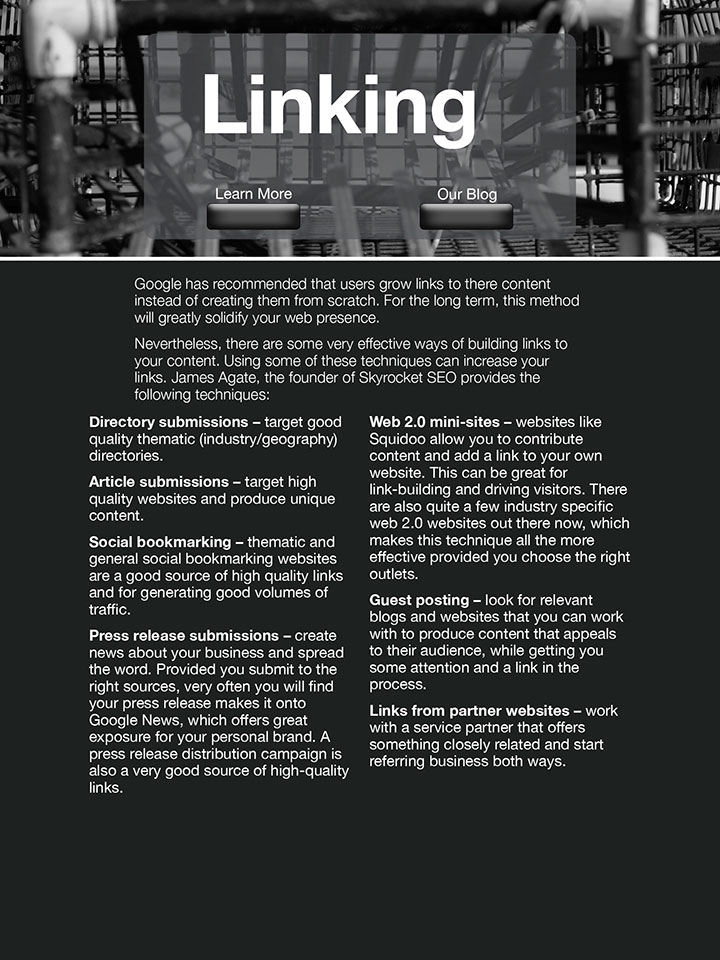 Linking
Learn More
Our Blog
Google has recommended that users grow links to there content
instead of creating them from scratch. For the long term, this method
will greatly solidify your web presence.
Nevertheless, there are some very effective ways of building links to
your content. Using some of these techniques can increase your
links. James Agate, the founder of Skyrocket SEO provides the
following techniques:
Directory submissions – target good
quality thematic (industry/geography)
directories.
Article submissions – target high
quality websites and produce unique
content.
Social bookmarking – thematic and
general social bookmarking websites
are a good source of high quality links
and for generating good volumes of
traffic.
Press release submissions – create
news about your business and spread
the word. Provided you submit to the
right sources, very often you will find
your press release makes it onto
Google News, which offers great
exposure for your personal brand. A
press release distribution campaign is
also a very good source of high-quality
links.
Web 2.0 mini-sites – websites like
Squidoo allow you to contribute
content and add a link to your own
website. This can be great for
link-building and driving visitors. There
are also quite a few industry specific
web 2.0 websites out there now, which
makes this technique all the more
effective provided you choose the right
outlets.
Guest posting – look for relevant
blogs and websites that you can work
with to produce content that appeals
to their audience, while getting you
some attention and a link in the
process.
Links from partner websites – work
with a service partner that offers
something closely related and start
referring business both ways.